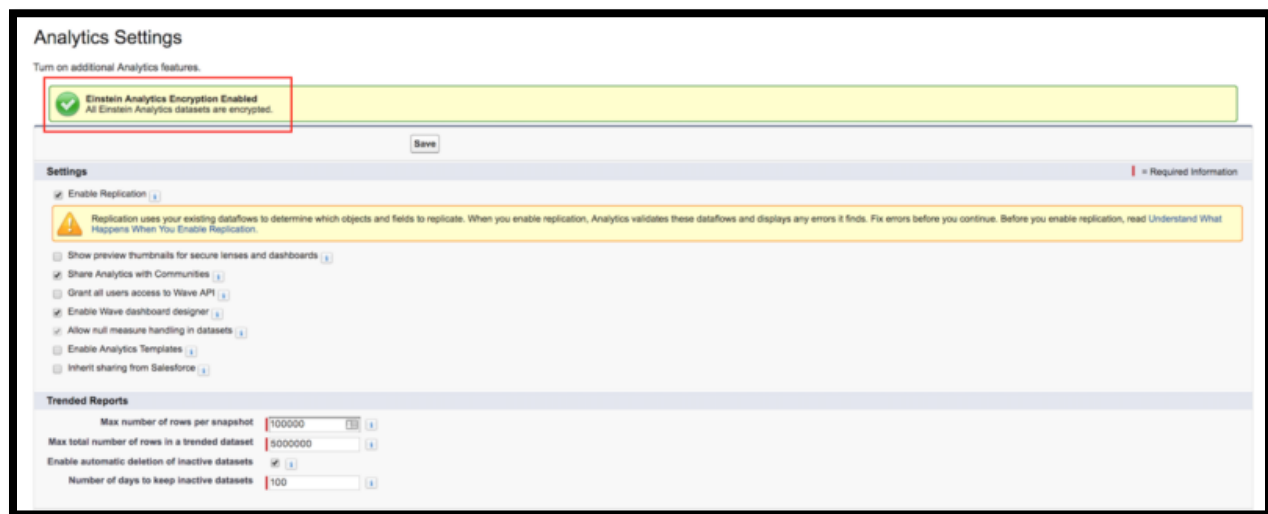 Analytics Settings
Turn on additional Analytics features.
Einstein Analytics Encryption Enabled
All Einstein Analytics datasets are encrypted.
Save
Settings
= Required Information
Enable Replication
Replication uses your existing dataflows to determine which objects and fields to replicate. When you enable replication, Analytics validates these dataflows and displays any errors it finds. Fix errors before you continue. Before you enable replication, read Understand What
Happens When You Enable Replication.
Show preview thumbnails for secure lenses and dashboards
Share Analytics with Communities
Grant all users access to Wave API
Enable Wave dashboard designer
Allow null measure handling in datasets
Enable Analytics Templates
Inherit sharing from Salesforce
Trended Reports
Max number of rows per snapshot 100000
Max total number of rows in a trended dataset 5000000
Enable automatic deletion of inactive datasets
Number of days to keep inactive datasets 100